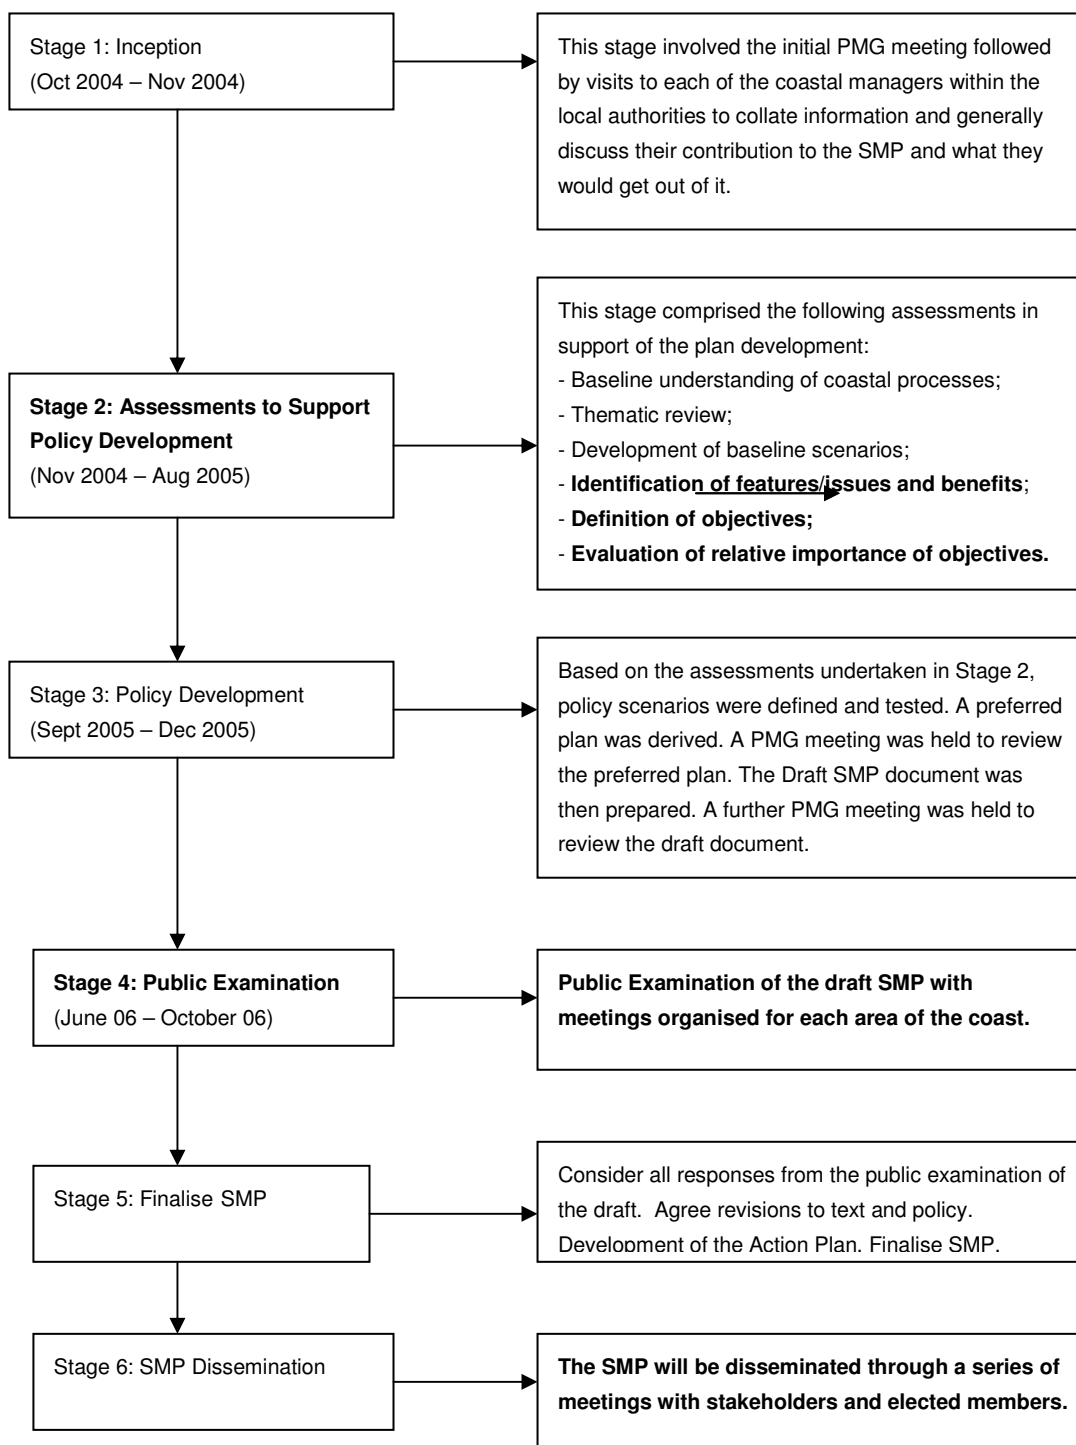 Stage 1: Inception
(Oct 2004 – Nov 2004)
This stage involved the initial PMG meeting followed
by visits to each of the coastal managers within the
local authorities to collate information and generally
discuss their contribution to the SMP and what they
would get out of it.
Stage 2: Assessments to Support
Policy Development
(Nov 2004 – Aug 2005)
This stage comprised the following assessments in
support of the plan development:
- Baseline understanding of coastal processes;
- Thematic review;
- Development of baseline scenarios;
- Identification of features/issues and benefits;
- Definition of objectives;
- Evaluation of relative importance of objectives.
Stage 3: Policy Development
(Sept 2005 – Dec 2005)
Based on the assessments undertaken in Stage 2,
policy scenarios were defined and tested. A preferred
plan was derived. A PMG meeting was held to review
the preferred plan. The Draft SMP document was
then prepared. A further PMG meeting was held to
review the draft document.
Stage 4: Public Examination
(June 06 – October 06)
Public Examination of the draft SMP with
meetings organised for each area of the coast.
Stage 5: Finalise SMP
Consider all responses from the public examination of
the draft.  Agree revisions to text and policy.
Development of the Action Plan. Finalise SMP.
Stage 6: SMP Dissemination
The SMP will be disseminated through a series of
meetings with stakeholders and elected members.